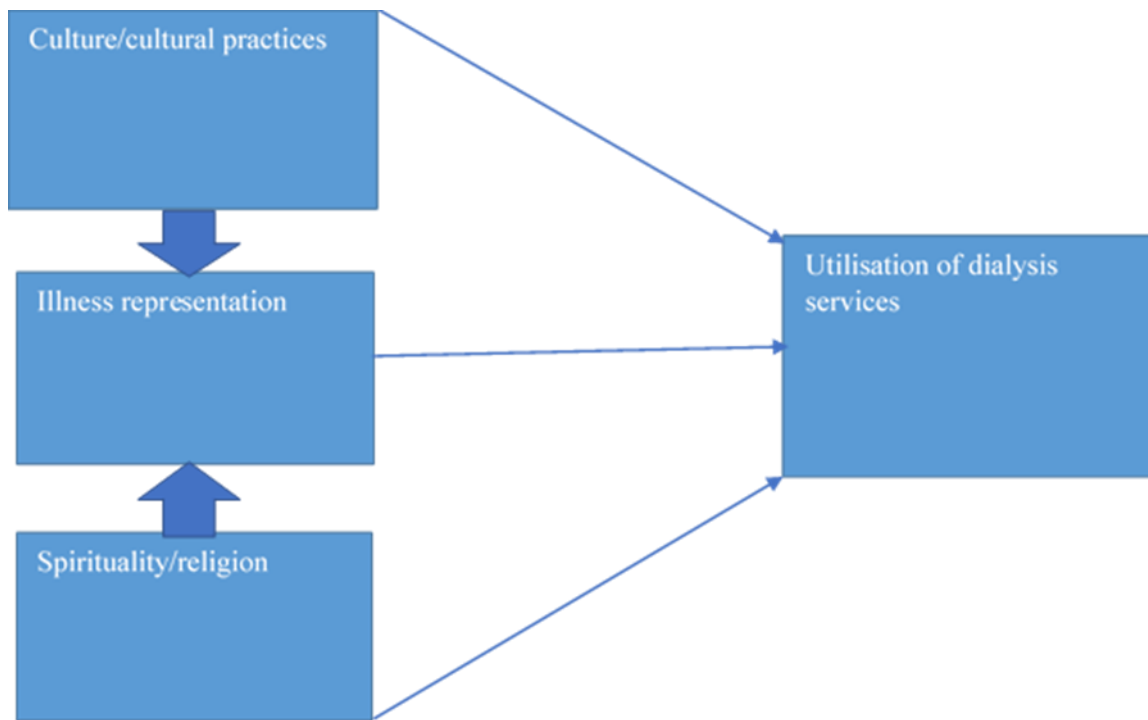 Culture/cultural practices
Illness representation
Utilisation of dialysis
services
Spirituality/religion